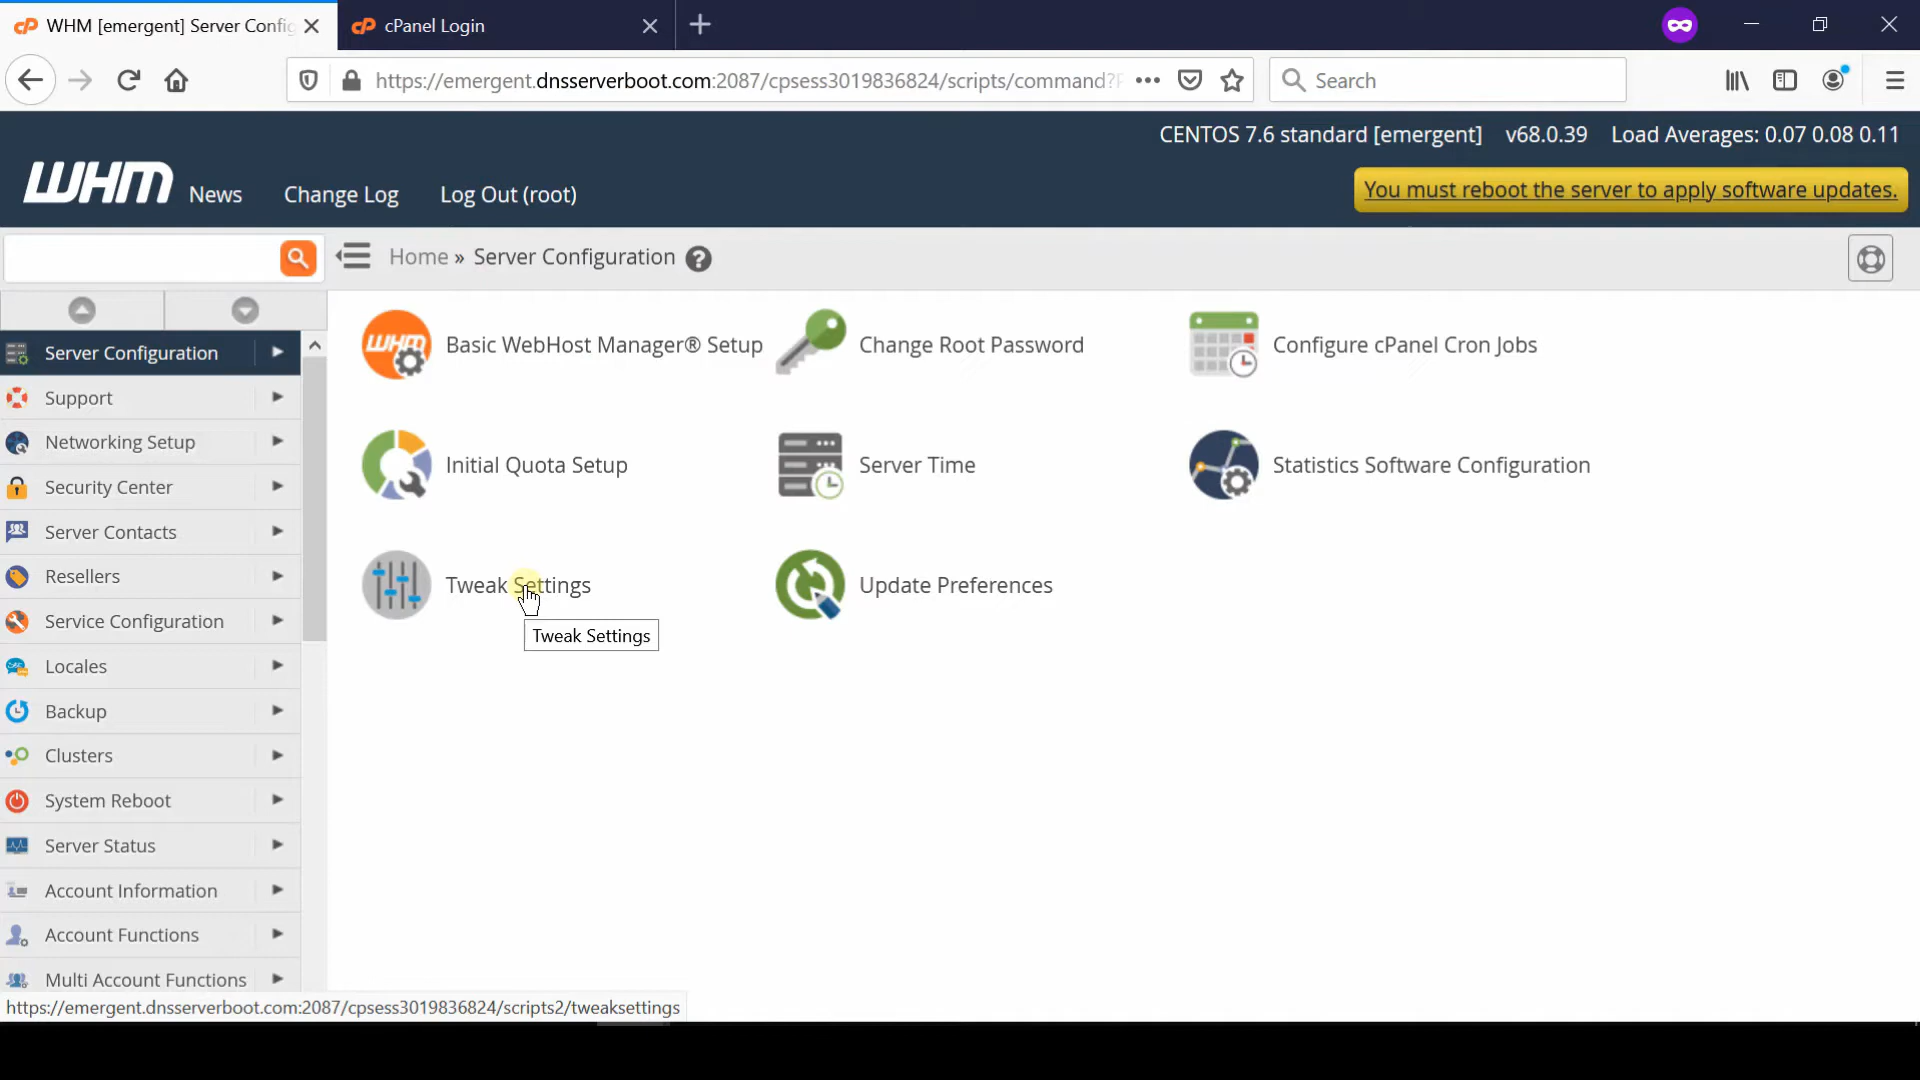 WHM [emergent] Server Config
cPanel Login
https://emergent.dnsserverboot.com:2087/cpsess3019836824/scripts/command?
Search
CENTOS 7.6 standard [emergent] v68.0.39 Load Averages: 0.07 0.08 0.11
WHM
News
Change Log
Log Out (root)
You must reboot the server to apply software updates.
Home » Server Configuration
Server Configuration
Support
Networking Setup
Security Center
Server Contacts
Resellers
Service Configuration
Locales
Backup
Clusters
System Reboot
Server Status
Account Information
Account Functions
Multi Account Functions
Basic WebHost Manager® Setup
Change Root Password
Configure cPanel Cron Jobs
Initial Quota Setup
Server Time
Statistics Software Configuration
Tweak Settings
Update Preferences
Tweak Settings
https://emergent.dnsserverboot.com:2087/cpsess3019836824/scripts2/tweaksettings